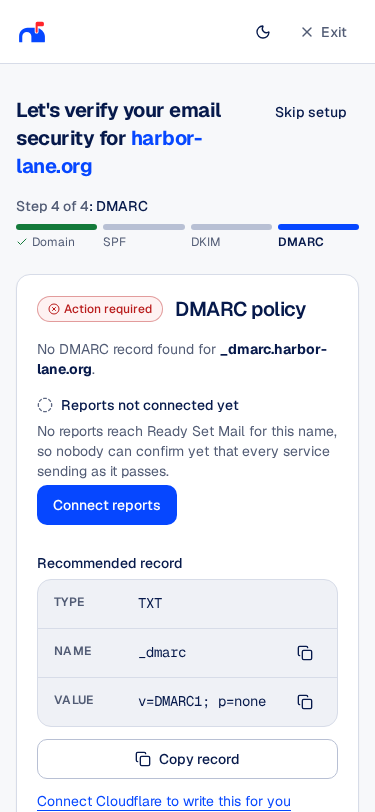 Exit
Let's verify your email
security for harbor-
lane.org
Skip setup
Step 4 of 4: DMARC
Domain
SPF
DKIM
DMARC
Action required
DMARC policy
No DMARC record found for _dmarc.harbor-
lane.org.
Reports not connected yet
No reports reach Ready Set Mail for this name,
so nobody can confirm yet that every service
sending as it passes.
Connect reports
Recommended record
TYPE TXT
NAME _dmarc
VALUE v=DMARC1; p=none
Copy record
Connect Cloudflare to write this for you